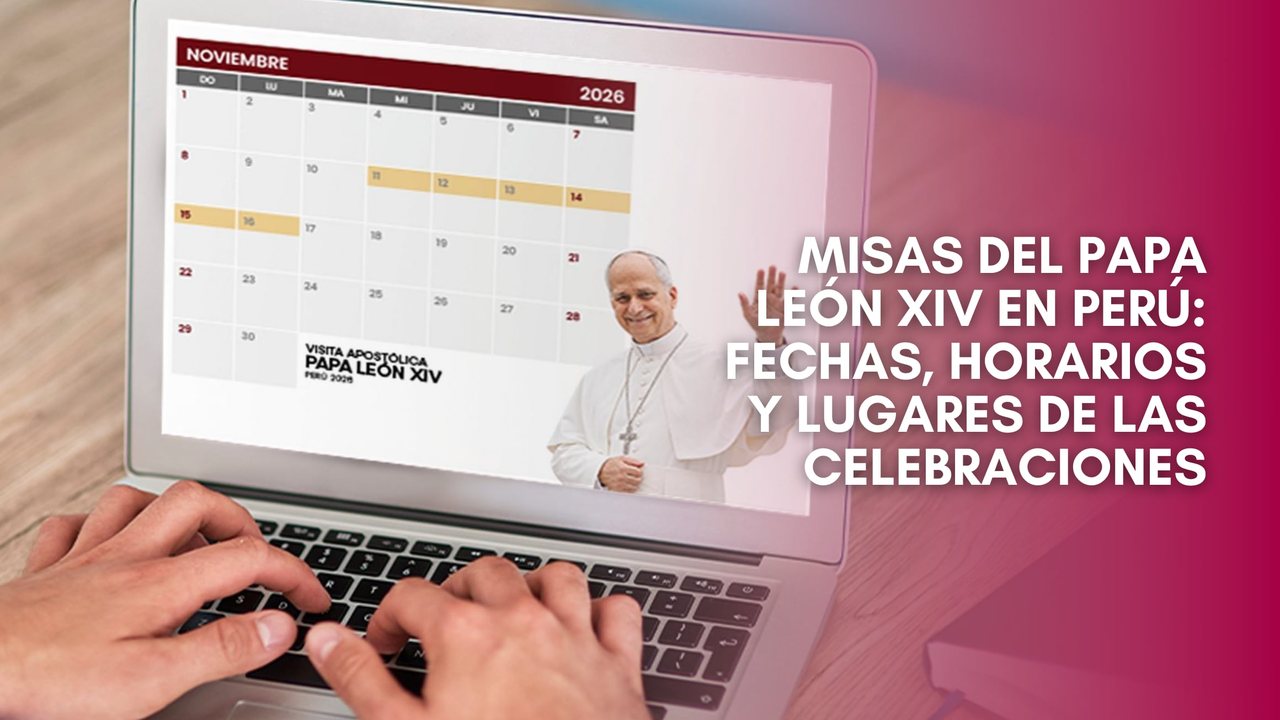 NOVIEMBRE
2026
DO LU MA MI JU VI SA
1 2 3 4 5 6 7
8 9 10 11 12 13 14
15 16 17 18 19 20 21
22 23 24 25 26 27 28
29 30
VISITA APOSTÓLICA
PAPA LEÓN XIV
PERÚ 2026
MISAS DEL PAPA
LEÓN XIV EN PERÚ:
FECHAS, HORARIOS
Y LUGARES DE LAS
CELEBRACIONES